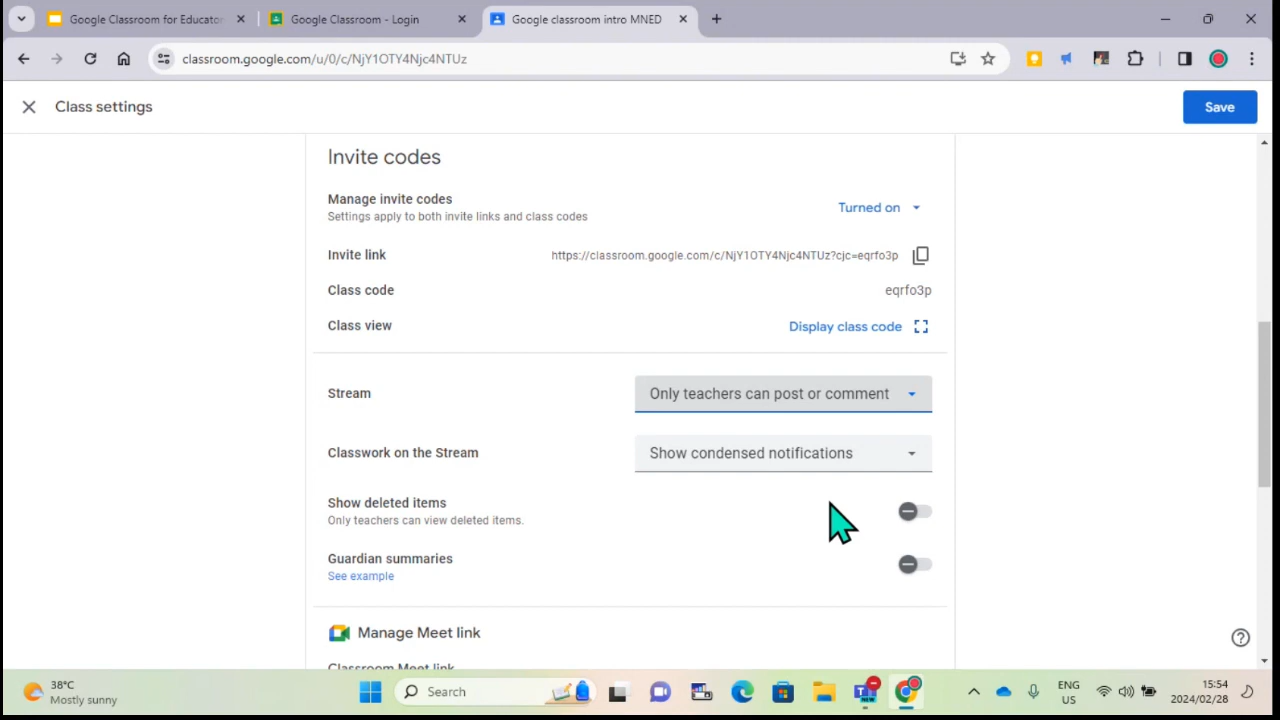 Google Classroom for Educator
Google Classroom - Login
Google classroom intro MNED
classroom.google.com/u/0/c/NjY1OTY4Njc4NTUz
Class settings
Save
Invite codes
Manage invite codes
Settings apply to both invite links and class codes
Turned on
Invite link
https://classroom.google.com/c/NjY1OTY4Njc4NTUz?cjc=eqrfo3p
Class code
eqrfo3p
Class view
Display class code
Stream
Only teachers can post or comment
Classwork on the Stream
Show condensed notifications
Show deleted items
Only teachers can view deleted items.
Guardian summaries
See example
Manage Meet link
Classroom Meet link
38°C
Mostly sunny
Search
ENG
US
15:54
2024/02/28